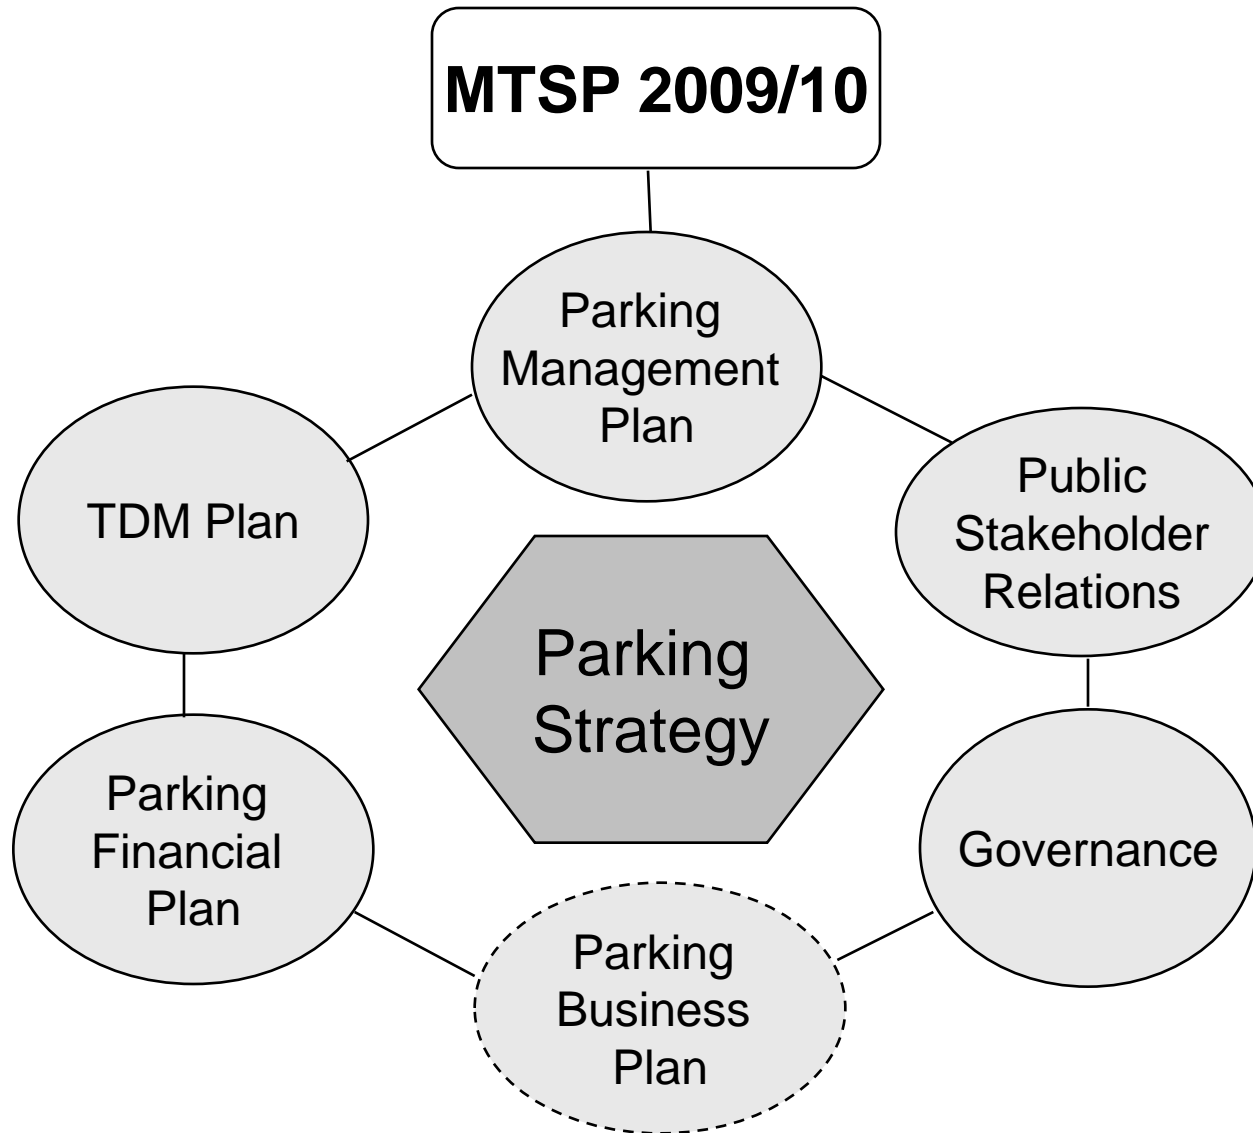 MTSP 2009/10
Parking
Management
Plan
TDM Plan
Public
Stakeholder
Relations
Parking
Strategy
Parking
Financial
Plan
Governance
Parking
Business
Plan